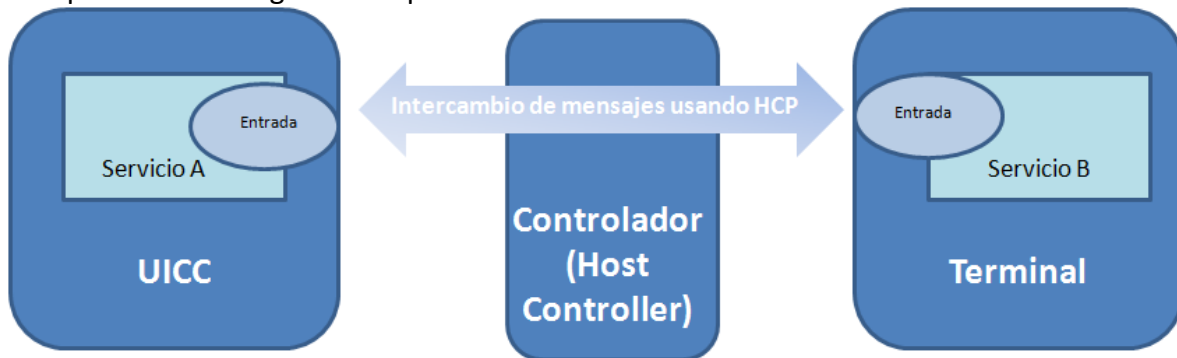 Entrada
Servicio A
UICC
Intercambio de mensajes usando HCP
Controlador
(Host
Controller)
Entrada
Servicio B
Terminal